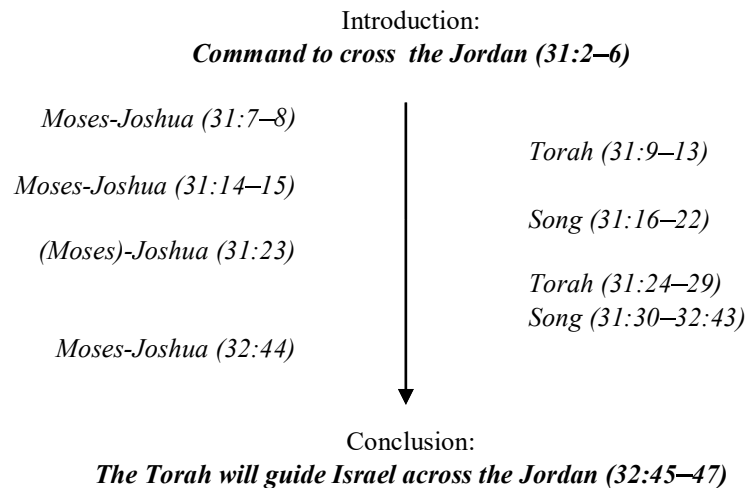 Introduction:
Command to cross the Jordan (31:2–6)
Moses-Joshua (31:7–8)
Torah (31:9–13)
Moses-Joshua (31:14–15)
Song (31:16–22)
(Moses)-Joshua (31:23)
Torah (31:24–29)
Song (31:30–32:43)
Moses-Joshua (32:44)
Conclusion:
The Torah will guide Israel across the Jordan (32:45–47)